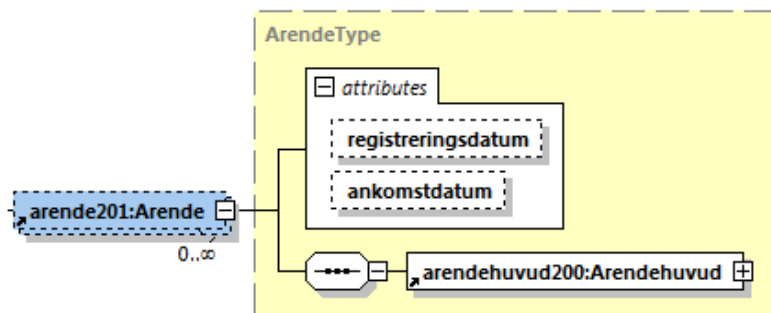 ArendeType
attributes
registreringsdatum
ankomstdatum
arende201:Arende
0..∞
arendehuvud200:Arendehuvud